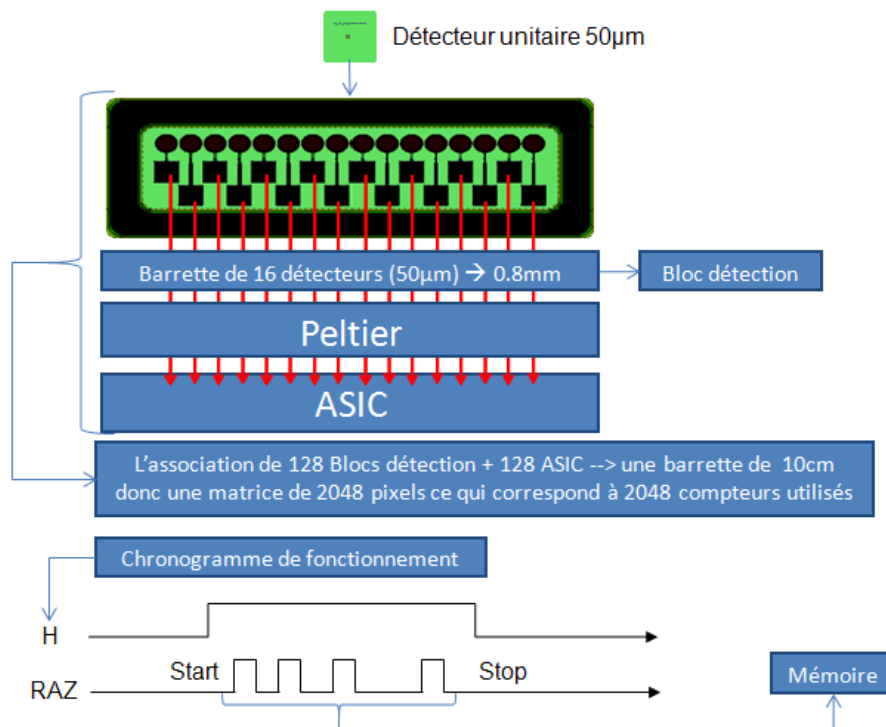 Détecteur unitaire 50µm
Barrette de 16 détecteurs (50µm) → 0.8mm
Bloc détection
Peltier
ASIC
L'association de 128 Blocs détection + 128 ASIC --> une barrette de 10cm
donc une matrice de 2048 pixels ce qui correspond à 2048 compteurs utilisés
Chronogramme de fonctionnement
H
Start
Stop
RAZ
Mémoire